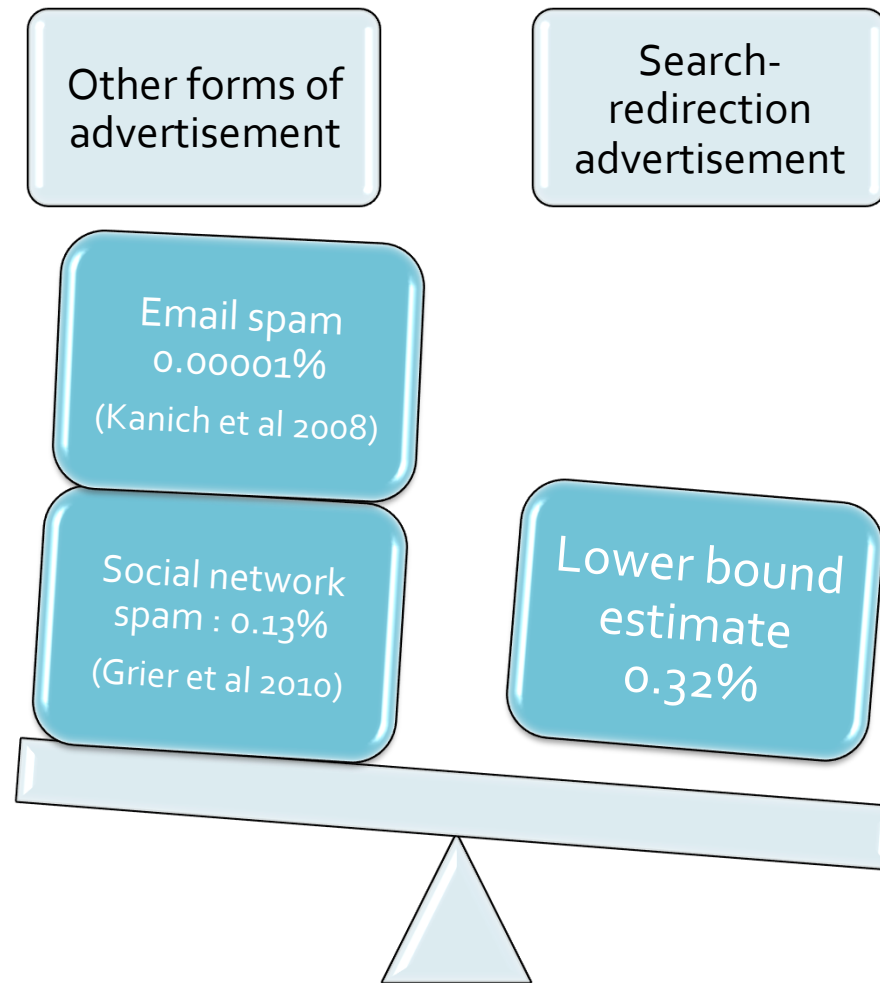 Other forms of
advertisement
Search-
redirection
advertisement
Email spam
0.00001%
(Kanich et al 2008)
Social network
spam : 0.13%
(Grier et al 2010)
Lower bound
estimate
0.32%